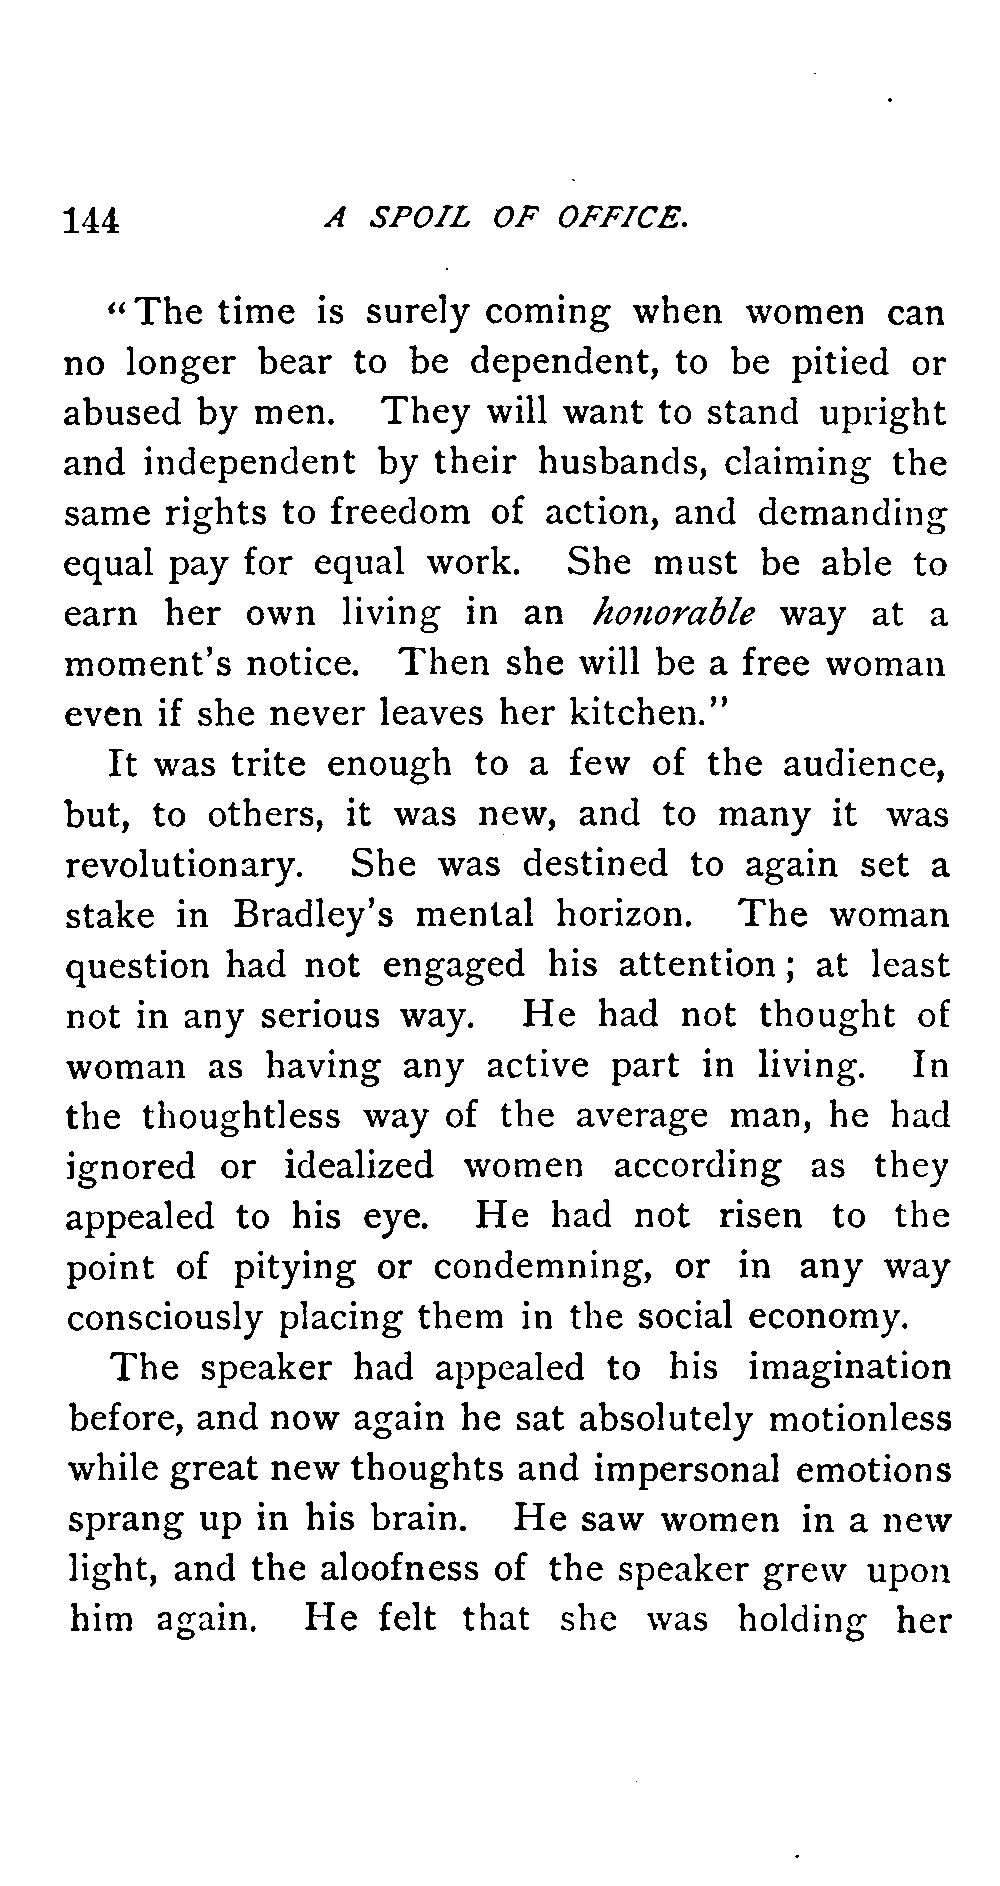 144 A SPOIL OF OFFICE.
“The time is surely coming when women can
no longer bear to be dependent, to be pitied or
abused by men. They will want to stand upright
and independent by their husbands, claiming the
same rights to freedom of action, and demanding
equal pay for equal work. She must be able to
earn her own living in an honorable way at a
moment's notice. Then she will be a free woman
even if she never leaves her kitchen.”
It was trite enough to a few of the audience,
but, to others, it was new, and to many it was
revolutionary. She was destined to again set a
stake in Bradley's mental horizon. The woman
question had not engaged his attention; at least
not in any serious way. He had not thought of
woman as having any active part in living. In
the thoughtless way of the average man, he had
ignored or idealized women according as they
appealed to his eye. He had not risen to the
point of pitying or condemning, or in any way
consciously placing them in the social economy.
The speaker had appealed to his imagination
before, and now again he sat absolutely motionless
while great new thoughts and impersonal emotions
sprang up in his brain. He saw women in a new
light, and the aloofness of the speaker grew upon
him again. He felt that she was holding her